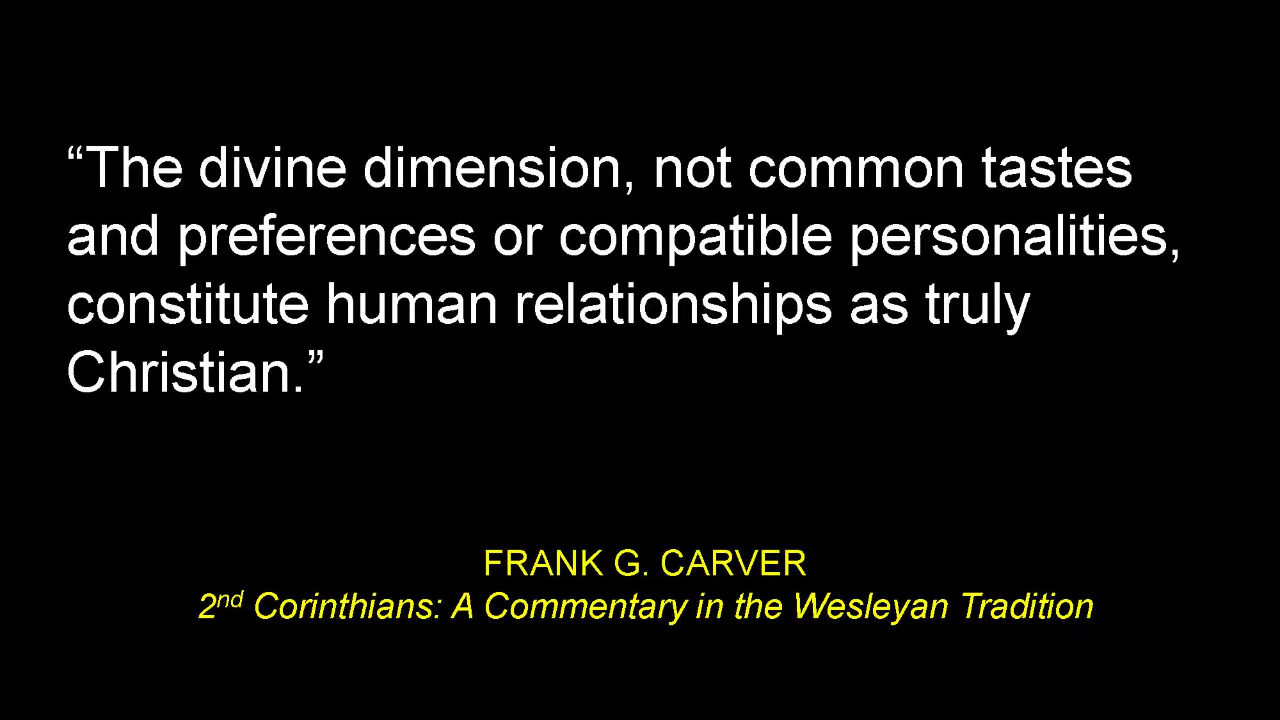 “The divine dimension, not common tastes
and preferences or compatible personalities,
constitute human relationships as truly
Christian.”
FRANK G. CARVER
2nd Corinthians: A Commentary in the Wesleyan Tradition